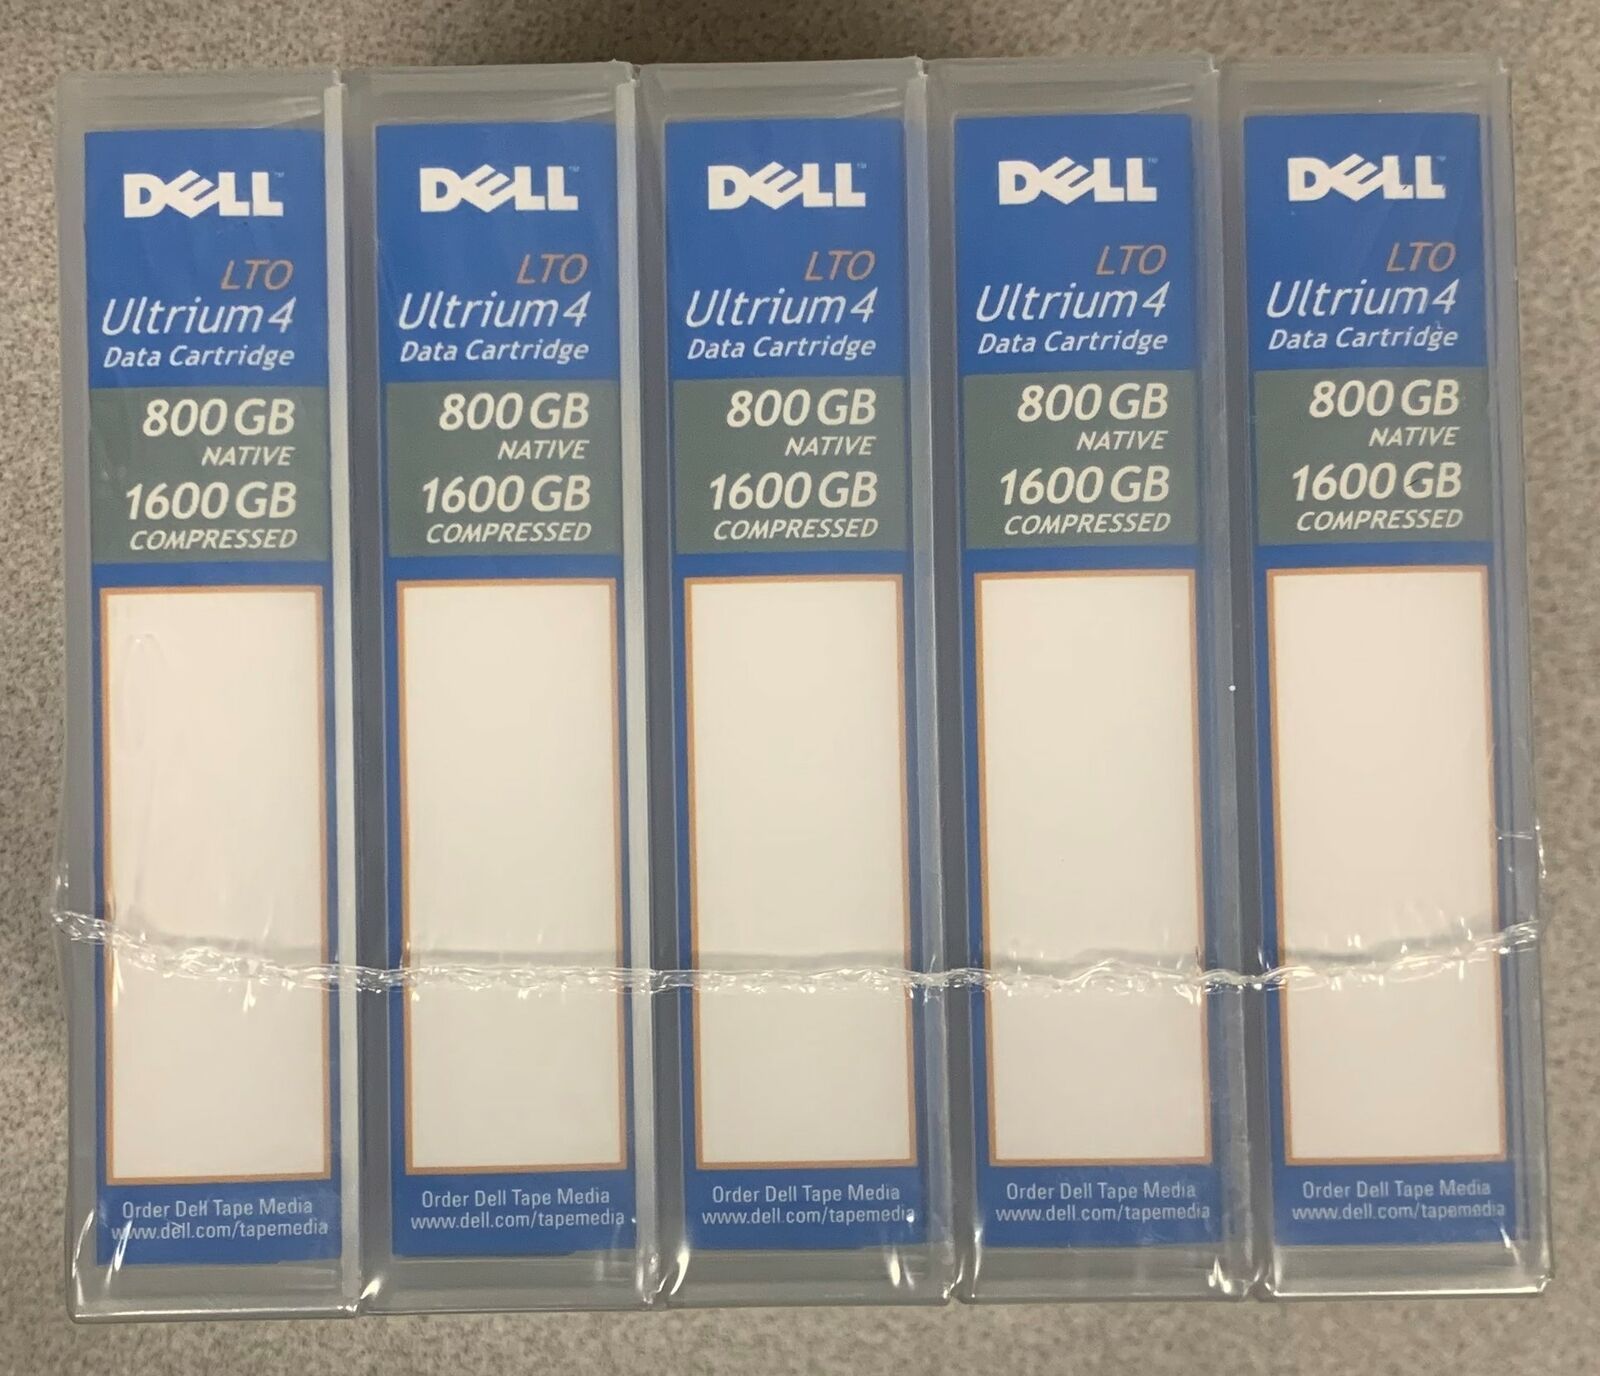 DELL™
LTO
Ultrium 4
Data Cartridge
800 GB
NATIVE
1600 GB
COMPRESSED
Order Dell Tape Media
www.dell.com/tapemedia
DELL™
LTO
Ultrium 4
Data Cartridge
800 GB
NATIVE
1600 GB
COMPRESSED
Order Dell Tape Media
www.dell.com/tapemedia
DELL™
LTO
Ultrium 4
Data Cartridge
800 GB
NATIVE
1600 GB
COMPRESSED
Order Dell Tape Media
www.dell.com/tapemedia
DELL™
LTO
Ultrium 4
Data Cartridge
800 GB
NATIVE
1600 GB
COMPRESSED
Order Dell Tape Media
www.dell.com/tapemedia
DELL™
LTO
Ultrium 4
Data Cartridge
800 GB
NATIVE
1600 GB
COMPRESSED
Order Dell Tape Media
www.dell.com/tapemedia